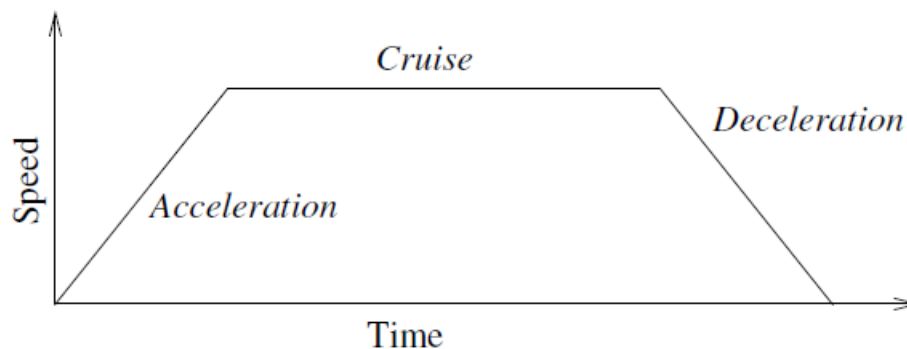 Cruise
Deceleration
Speed
Acceleration
Time